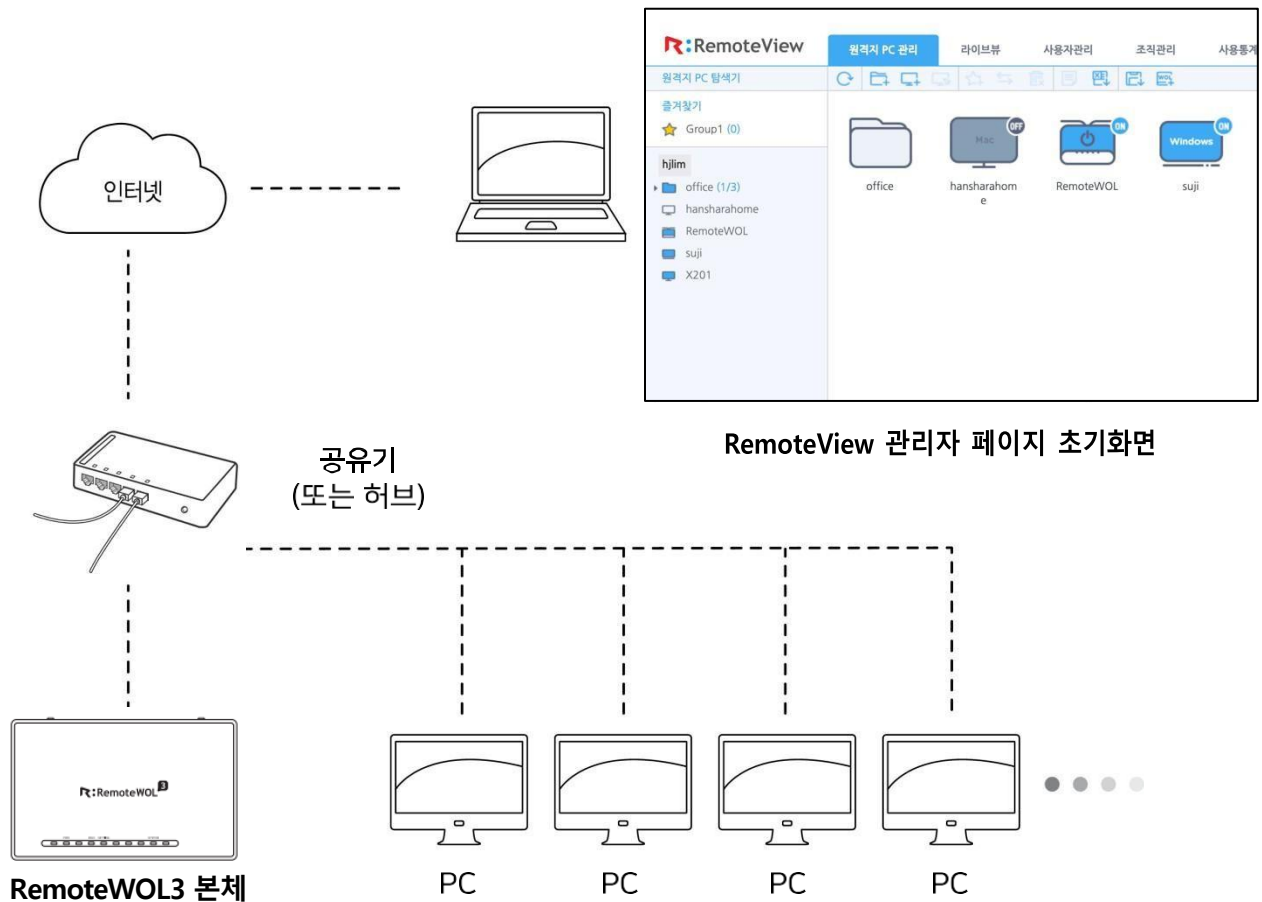 R:RemoteView
원격지 PC 관리
라이브뷰
사용자관리
조직관리
사용통계
원격지 PC 탐색기
즐겨찾기
Group1 (0)
hjlim
office (1/3)
hansharahome
RemoteWOL
suji
X201
OFF
Mac
ON
ON
Windows
office
hansharahom
e
RemoteWOL
suji
RemoteView 관리자 페이지 초기화면
인터넷
공유기
(또는 허브)
R:RemoteWOL3
RemoteWOL3 본체
PC
PC
PC
PC